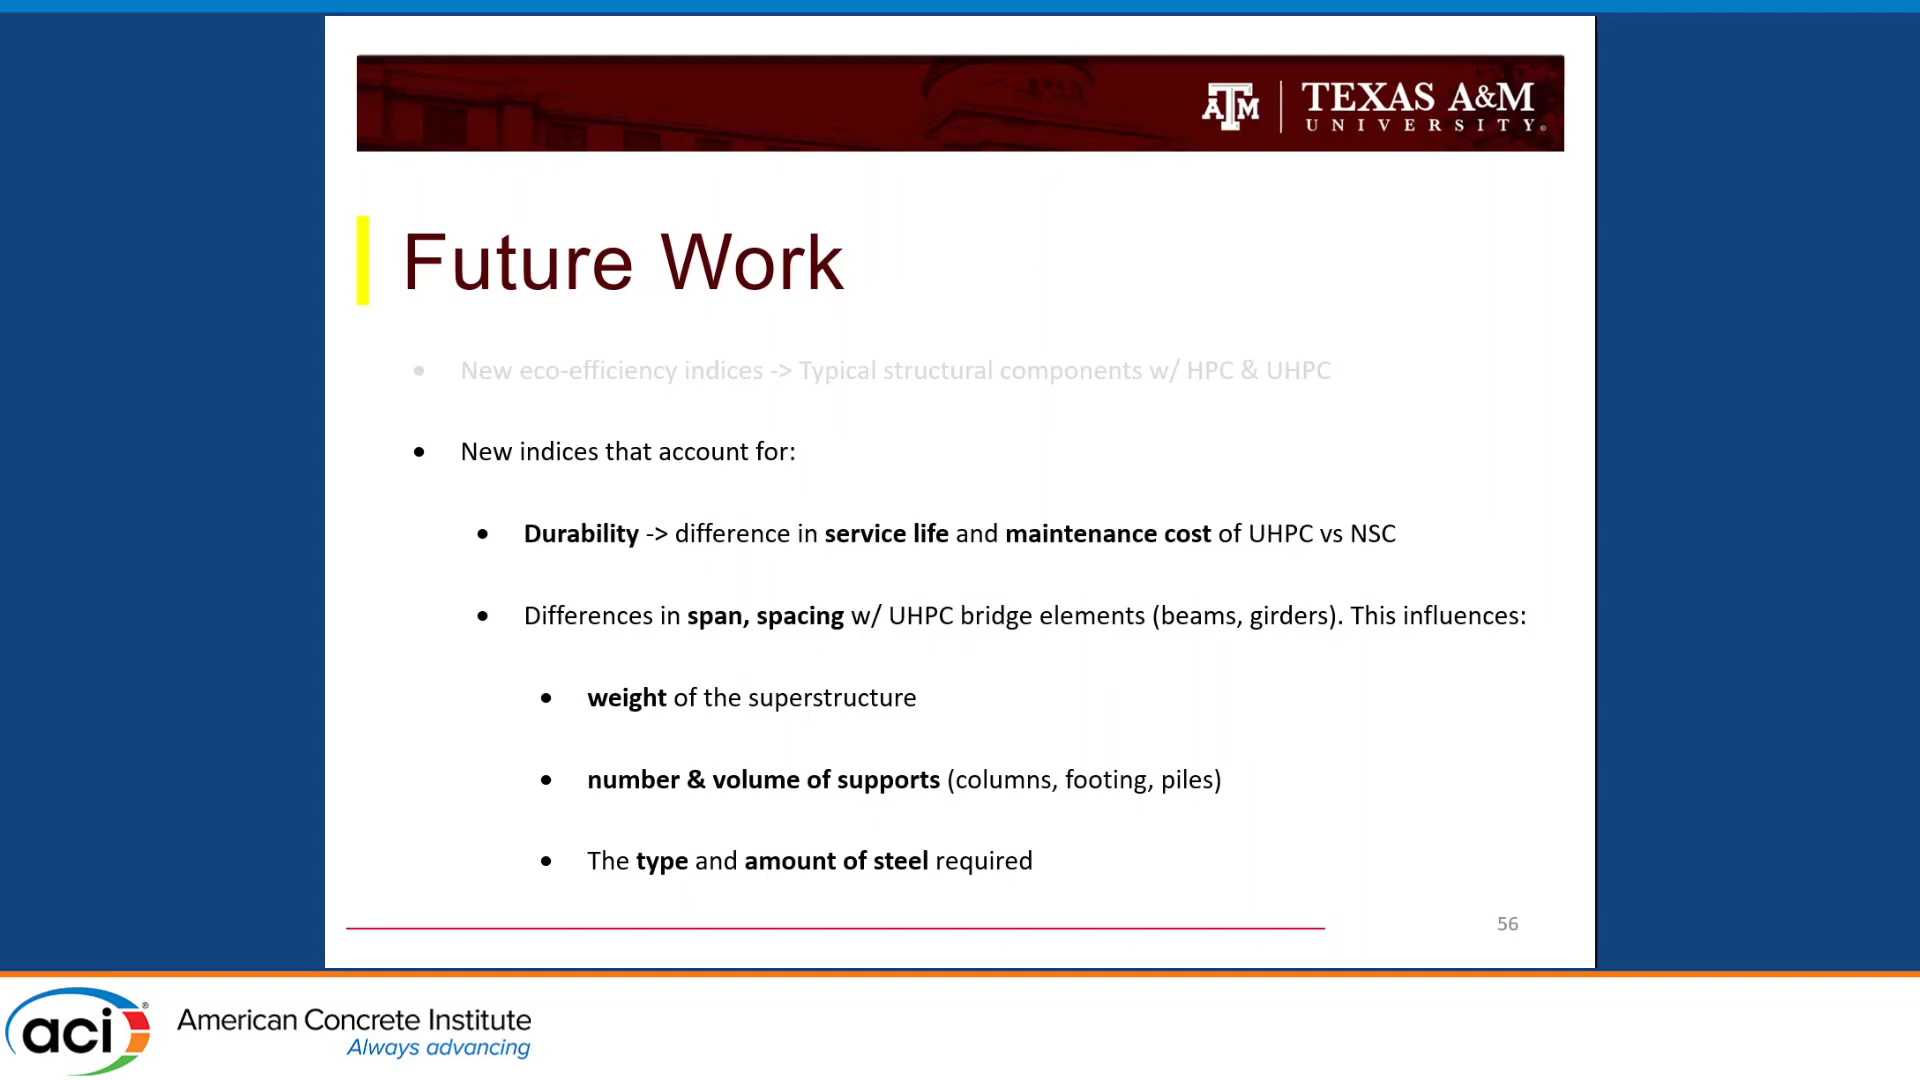 ATM TEXAS A&M
UNIVERSITY®
Future Work
• New eco-efficiency indices -> Typical structural components w/ HPC & UHPC
• New indices that account for:
• Durability -> difference in service life and maintenance cost of UHPC vs NSC
• Differences in span, spacing w/ UHPC bridge elements (beams, girders). This influences:
• weight of the superstructure
• number & volume of supports (columns, footing, piles)
• The type and amount of steel required
56
aci® American Concrete Institute
Always advancing